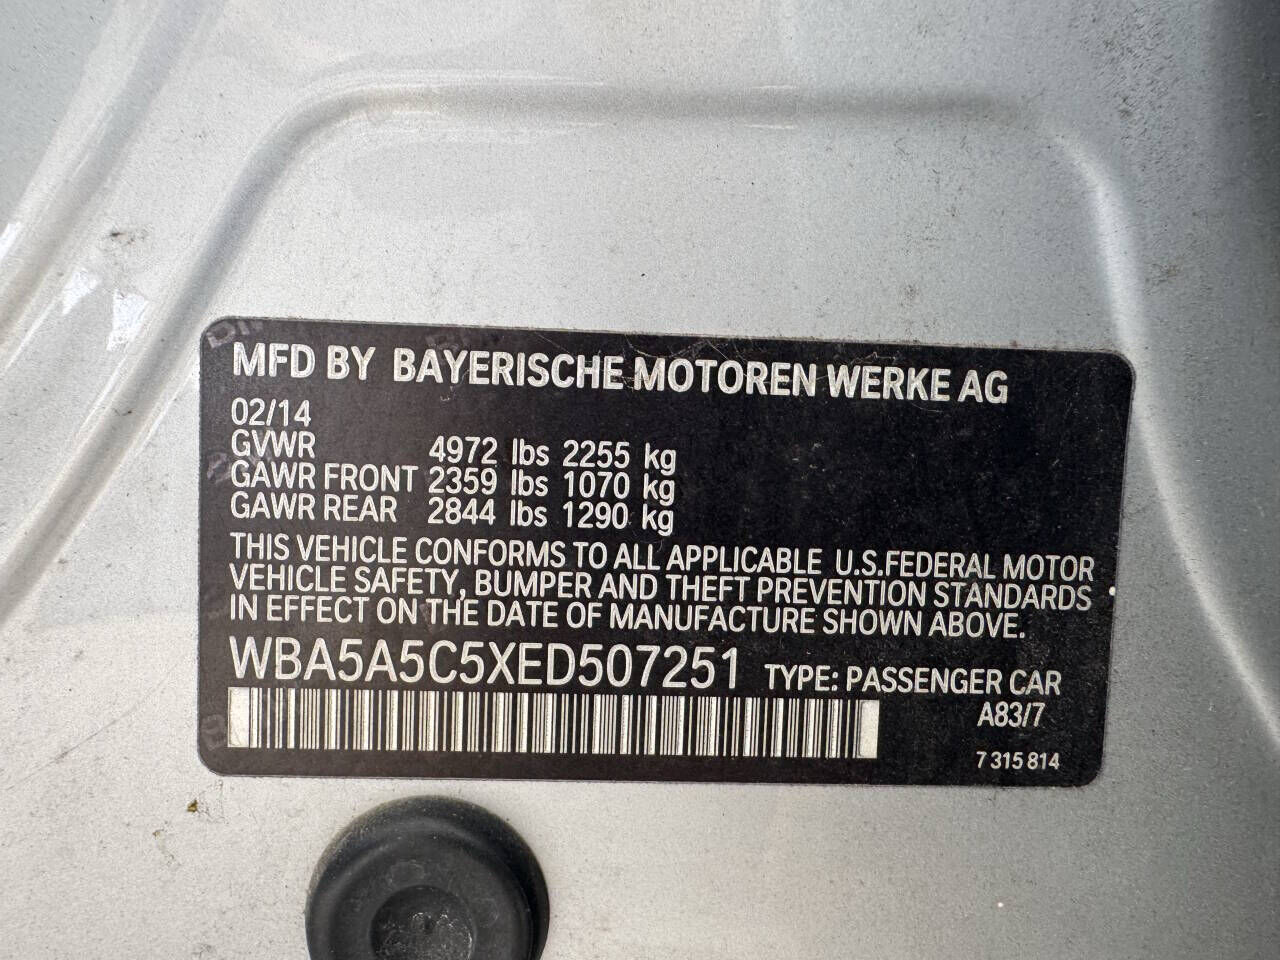 MFD BY BAYERISCHE MOTOREN WERKE AG
02/14
GVWR 4972 lbs 2255 kg
GAWR FRONT 2359 lbs 1070 kg
GAWR REAR 2844 lbs 1290 kg
THIS VEHICLE CONFORMS TO ALL APPLICABLE U.S.FEDERAL MOTOR
VEHICLE SAFETY, BUMPER AND THEFT PREVENTION STANDARDS
IN EFFECT ON THE DATE OF MANUFACTURE SHOWN ABOVE.
WBA5A5C5XED507251 TYPE: PASSENGER CAR
A83/7
7 315 814